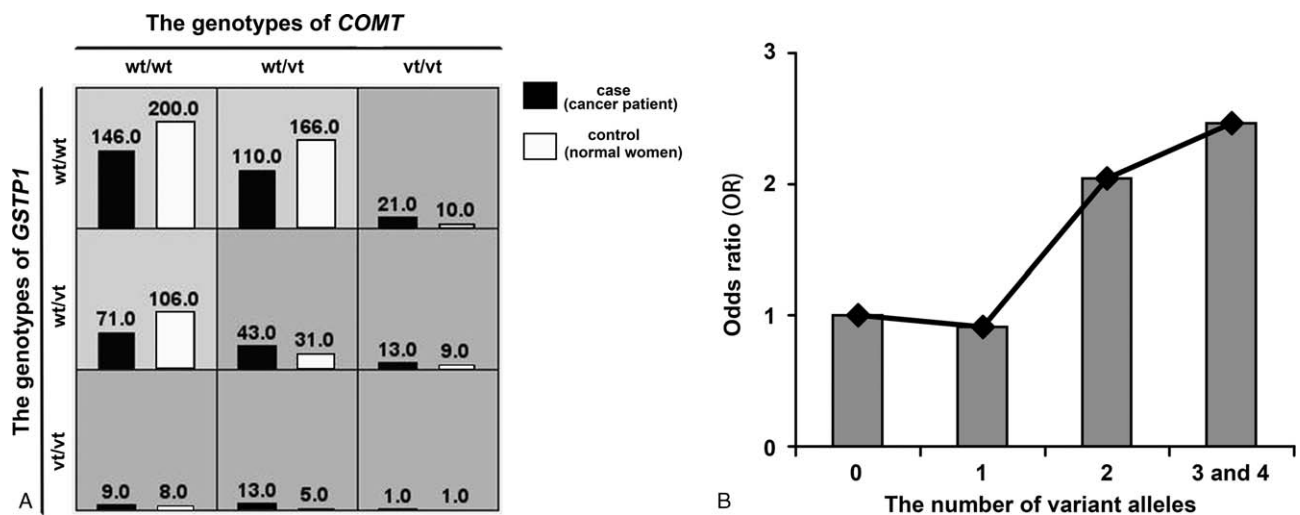 The genotypes of COMT
wt/wt wt/vt vt/vt
The genotypes of GSTP1
wt/wt
146.0 200.0 110.0 166.0 21.0 10.0
wt/vt
71.0 106.0 43.0 31.0 13.0 9.0
vt/vt
9.0 8.0 13.0 5.0 1.0 1.0
case
(cancer patient)
control
(normal women)
A
Odds ratio (OR)
3
2
1
0
0 1 2 3 and 4
The number of variant alleles
B